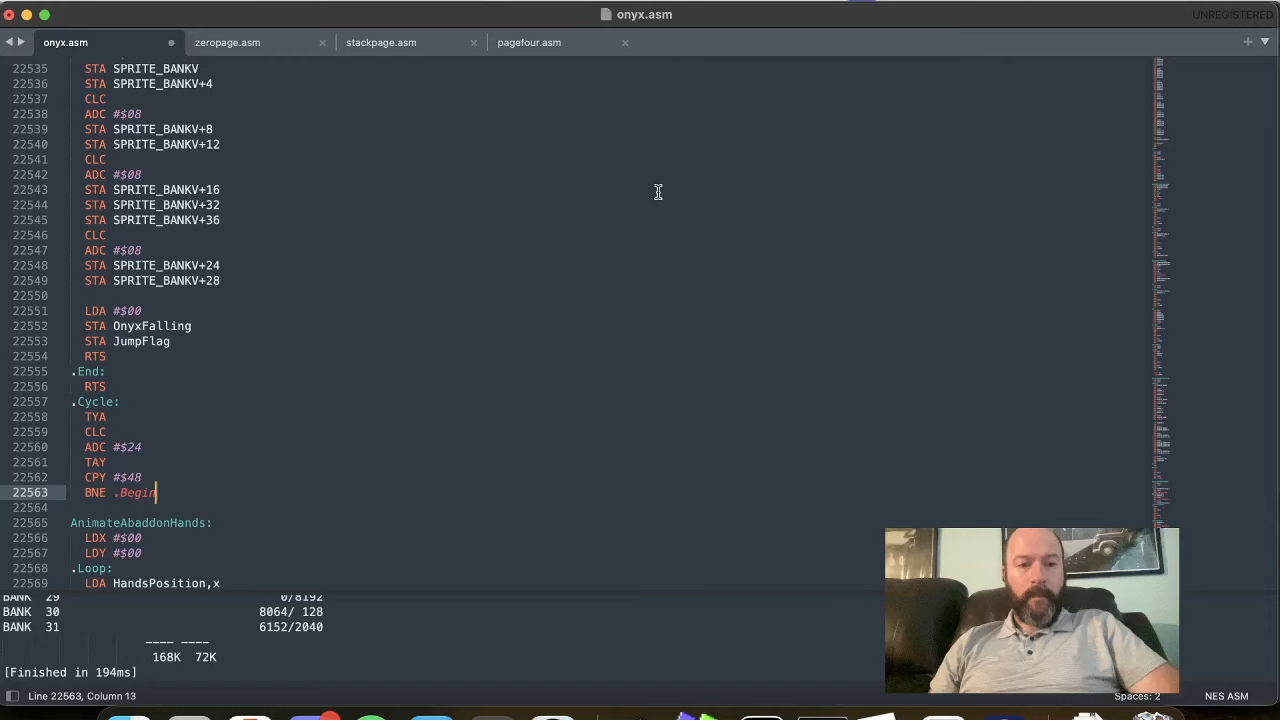 onyx.asm
UNREGISTERED
onyx.asm
zeropage.asm
stackpage.asm
pagefour.asm
22535 STA SPRITE_BANKV
22536 STA SPRITE_BANKV+4
22537 CLC
22538 ADC #$08
22539 STA SPRITE_BANKV+8
22540 STA SPRITE_BANKV+12
22541 CLC
22542 ADC #$08
22543 STA SPRITE_BANKV+16
22544 STA SPRITE_BANKV+32
22545 STA SPRITE_BANKV+36
22546 CLC
22547 ADC #$08
22548 STA SPRITE_BANKV+24
22549 STA SPRITE_BANKV+28
22550
22551 LDA #$00
22552 STA OnyxFalling
22553 STA JumpFlag
22554 RTS
22555 .End:
22556 RTS
22557 .Cycle:
22558 TYA
22559 CLC
22560 ADC #$24
22561 TAY
22562 CPY #$48
22563 BNE .Begin
22564
22565 AnimateAbaddonHands:
22566 LDX #$00
22567 LDY #$00
22568 .Loop:
22569 LDA HandsPosition,x
BANK 29 0/8192
BANK 30 8064/ 128
BANK 31 6152/2040
---- ----
168K 72K
[Finished in 194ms]
Line 22563, Column 13
Spaces: 2
NES ASM